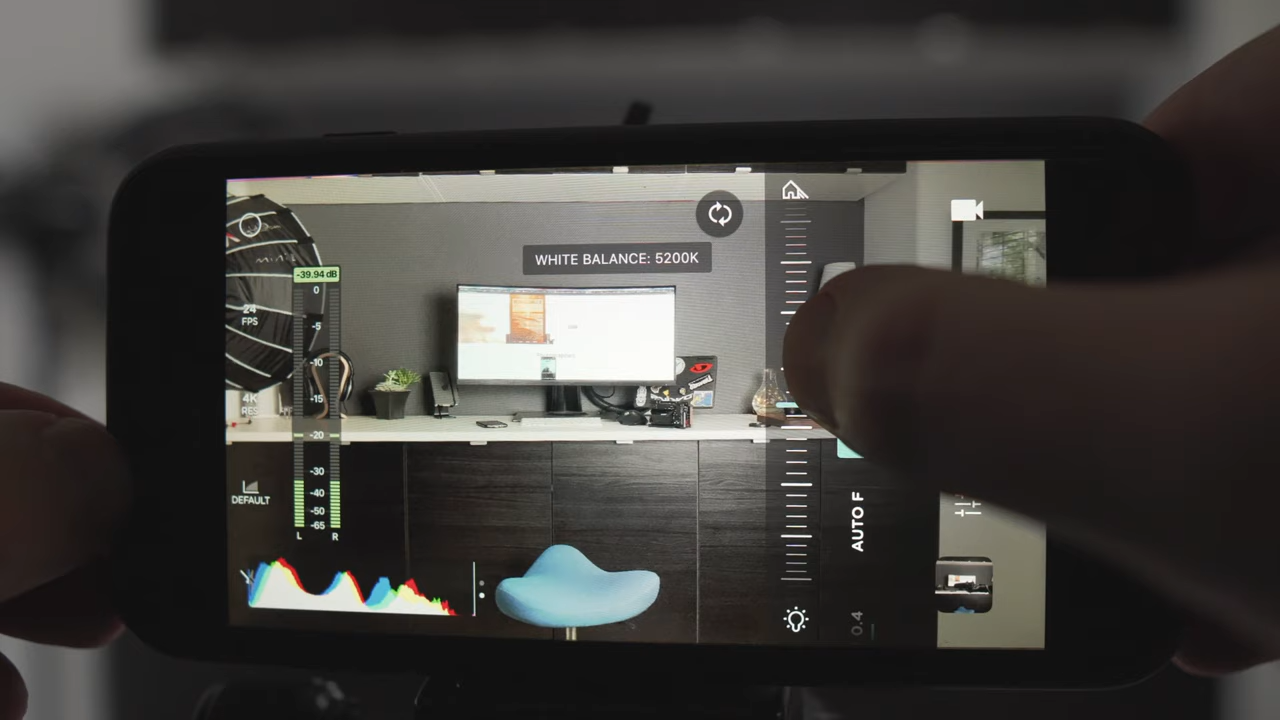 WHITE BALANCE: 5200K
-39.94 dB
0
-5
-10
-15
-20
-30
-40
-50
-65
L R
24
FPS
4K
RES
DEFAULT
AUTO F
0.4